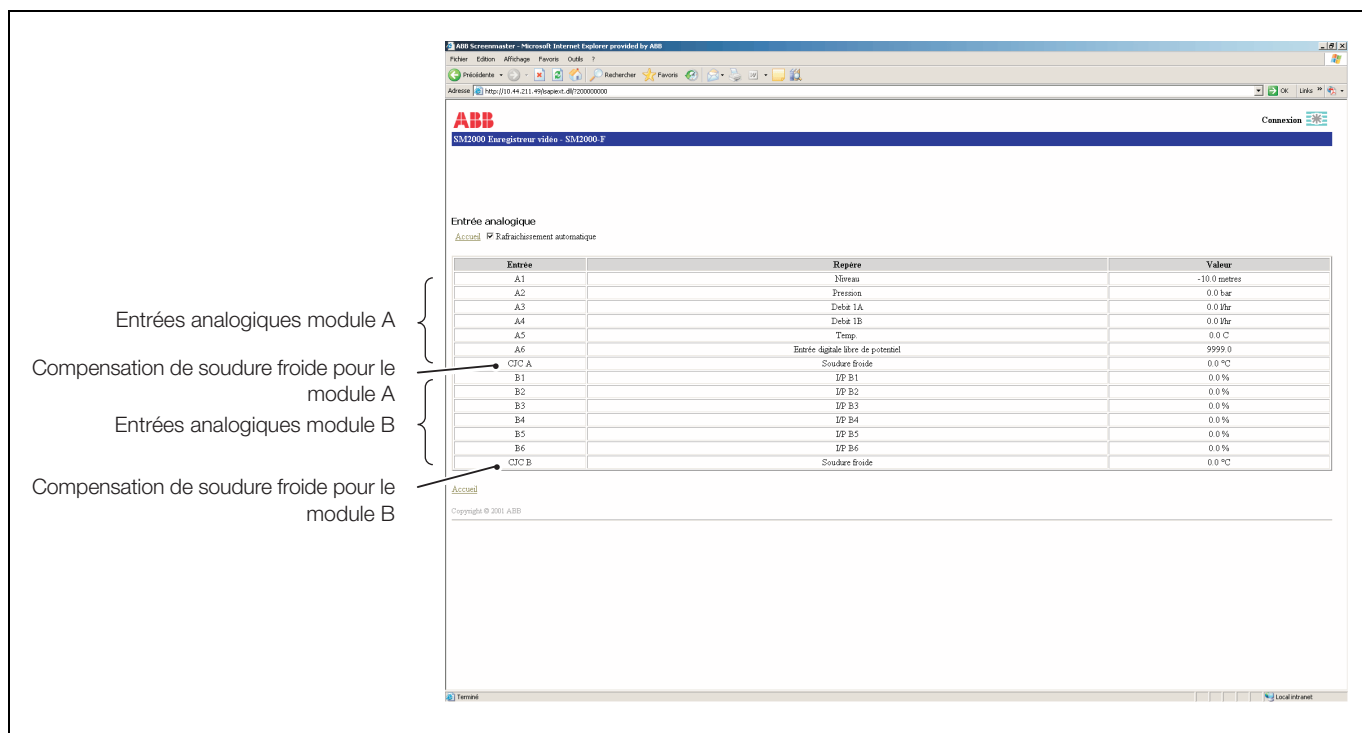 ABB Screenmaster - Microsoft Internet Explorer provided by ABB
Fichier Edition Affichage Favoris Outils ?
Précédente Rechercher Favoris
Adresse http://10.44.211.49/isapiext.dll/?200000000 OK Links »
ABB
Connexion
SM2000 Enregistreur vidéo - SM2000-F
Entrée analogique
Accueil Rafraichissement automatique
Entrée Repère Valeur
A1 Niveau -10.0 metres
A2 Pression 0.0 bar
A3 Debit 1A 0.0 l/hr
A4 Debit 1B 0.0 l/hr
A5 Temp. 0.0 C
A6 Entrée digitale libre de potentiel 9999.0
CJC A Soudure froide 0.0 °C
B1 I/P B1 0.0 %
B2 I/P B2 0.0 %
B3 I/P B3 0.0 %
B4 I/P B4 0.0 %
B5 I/P B5 0.0 %
B6 I/P B6 0.0 %
CJC B Soudure froide 0.0 °C
Accueil
Copyright © 2001 ABB
Terminé Local intranet
Entrées analogiques module A
Compensation de soudure froide pour le
module A
Entrées analogiques module B
Compensation de soudure froide pour le
module B